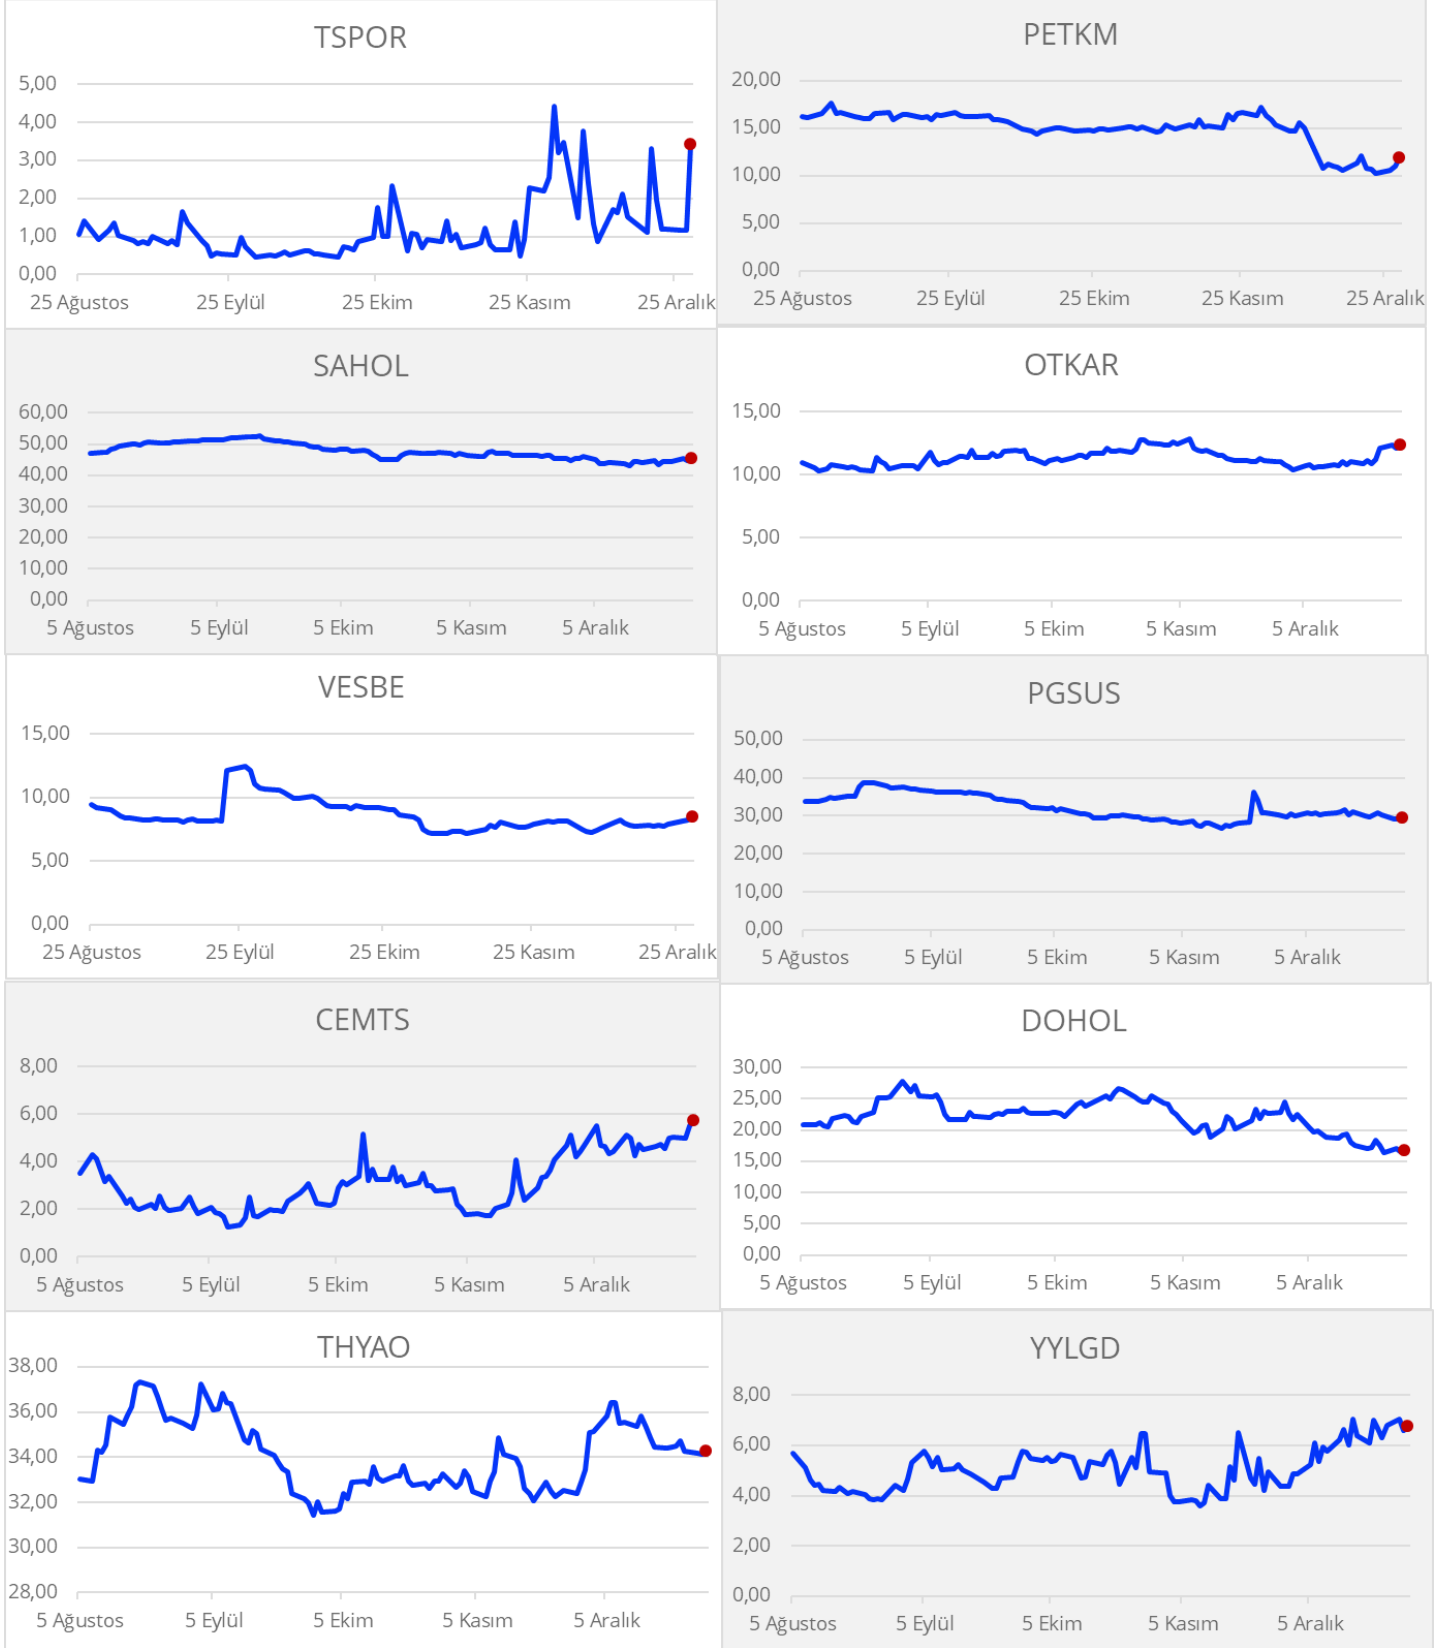 TSPOR
5,00
4,00
3,00
2,00
1,00
0,00
25 Ağustos 25 Eylül 25 Ekim 25 Kasım 25 Aralık
PETKM
20,00
15,00
10,00
5,00
0,00
25 Ağustos 25 Eylül 25 Ekim 25 Kasım 25 Aralık
SAHOL
60,00
50,00
40,00
30,00
20,00
10,00
0,00
5 Ağustos 5 Eylül 5 Ekim 5 Kasım 5 Aralık
OTKAR
15,00
10,00
5,00
0,00
5 Ağustos 5 Eylül 5 Ekim 5 Kasım 5 Aralık
VESBE
15,00
10,00
5,00
0,00
25 Ağustos 25 Eylül 25 Ekim 25 Kasım 25 Aralık
PGSUS
50,00
40,00
30,00
20,00
10,00
0,00
5 Ağustos 5 Eylül 5 Ekim 5 Kasım 5 Aralık
CEMTS
8,00
6,00
4,00
2,00
0,00
5 Ağustos 5 Eylül 5 Ekim 5 Kasım 5 Aralık
DOHOL
30,00
25,00
20,00
15,00
10,00
5,00
0,00
5 Ağustos 5 Eylül 5 Ekim 5 Kasım 5 Aralık
THYAO
38,00
36,00
34,00
32,00
30,00
28,00
5 Ağustos 5 Eylül 5 Ekim 5 Kasım 5 Aralık
YYLGD
8,00
6,00
4,00
2,00
0,00
5 Ağustos 5 Eylül 5 Ekim 5 Kasım 5 Aralık